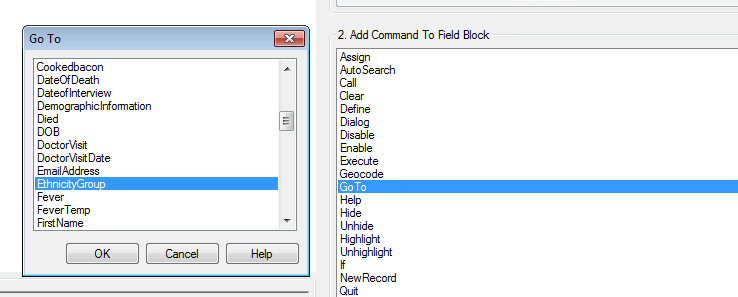 Go To
Cookedbacon
DateOfDeath
DateofInterview
DemographicInformation
Died
DOB
DoctorVisit
DoctorVisitDate
EmailAddress
EthnicityGroup
Fever
FeverTemp
FirstName
OK
Cancel
Help
2. Add Command To Field Block
Assign
AutoSearch
Call
Clear
Define
Dialog
Disable
Enable
Execute
Geocode
GoTo
Help
Hide
Unhide
Highlight
Unhighlight
If
NewRecord
Quit